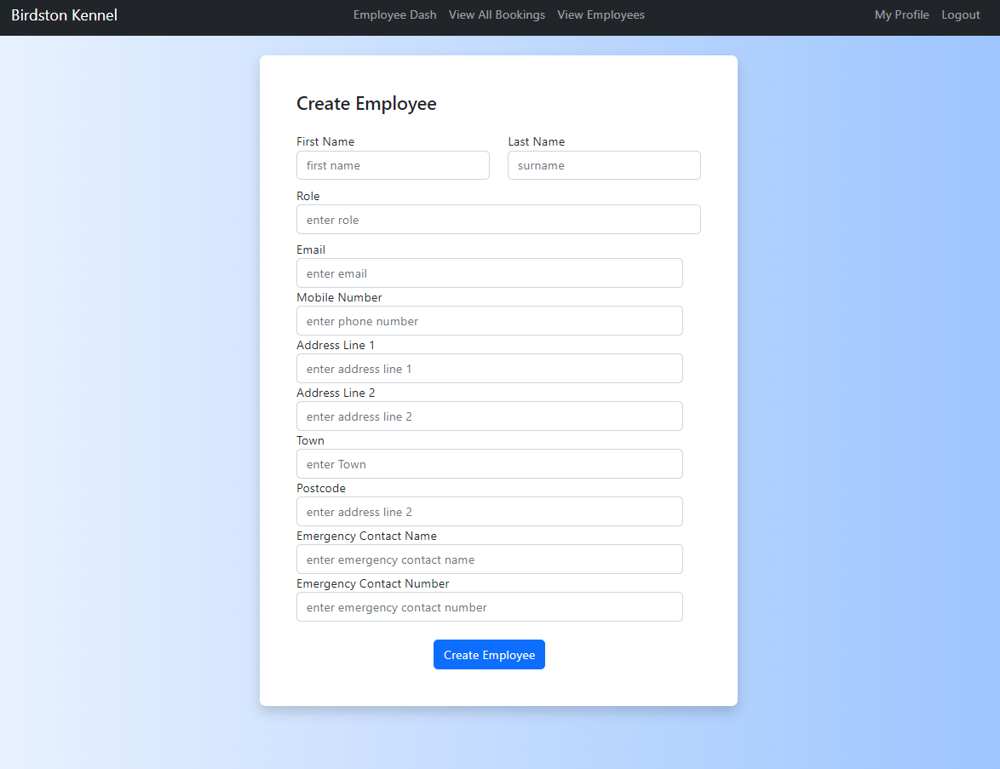 Birdston Kennel
Employee Dash View All Bookings View Employees
My Profile Logout
Create Employee
First Name
first name
Last Name
surname
Role
enter role
Email
enter email
Mobile Number
enter phone number
Address Line 1
enter address line 1
Address Line 2
enter address line 2
Town
enter Town
Postcode
enter address line 2
Emergency Contact Name
enter emergency contact name
Emergency Contact Number
enter emergency contact number
Create Employee